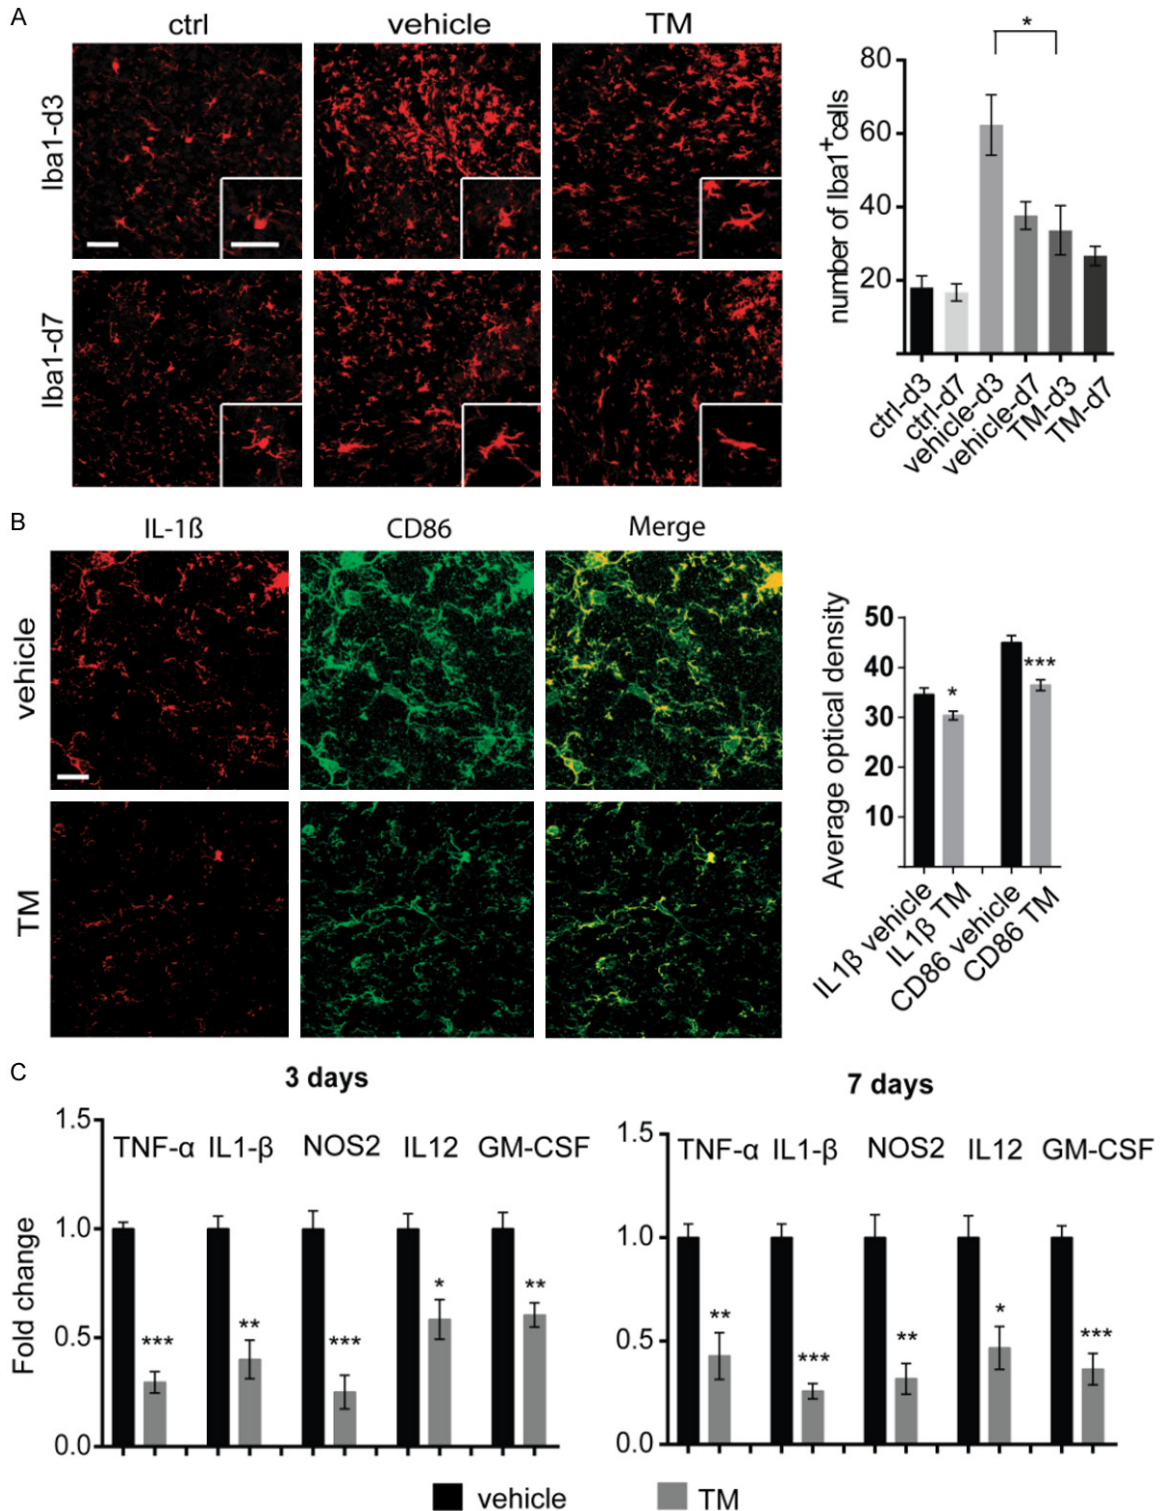 A
ctrl
vehicle
TM
Iba1-d3
Iba1-d7
*
number of Iba1+cells
80
60
40
20
ctrl-d3
ctrl-d7
vehicle-d3
vehicle-d7
TM-d3
TM-d7
B
IL-1ß
CD86
Merge
vehicle
TM
Average optical density
50
40
30
20
10
*
***
IL1β vehicle
IL1β TM
CD86 vehicle
CD86 TM
C
3 days
Fold change
1.5
1.0
0.5
0.0
TNF-α IL1-β NOS2 IL12 GM-CSF
***
**
***
*
**
7 days
1.5
1.0
0.5
0.0
TNF-α IL1-β NOS2 IL12 GM-CSF
**
***
**
*
***
vehicle
TM